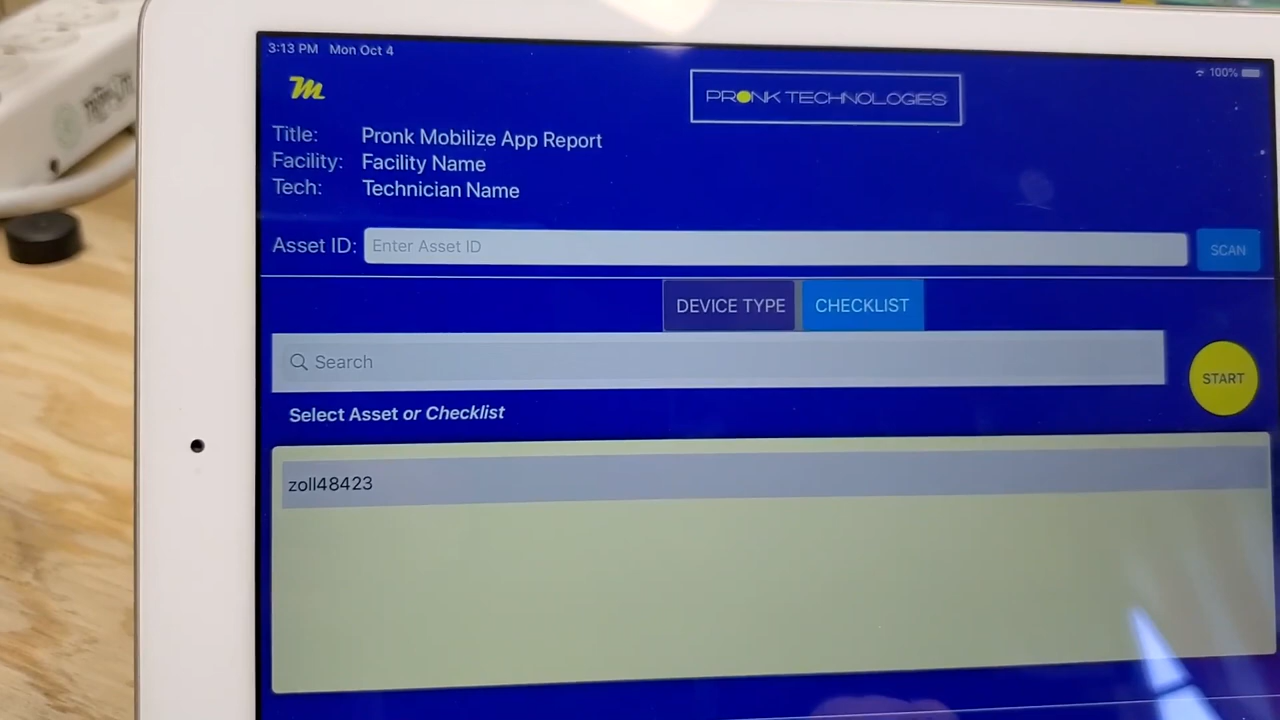 3:13 PM Mon Oct 4
100%
m
PRONK TECHNOLOGIES
Title: Pronk Mobilize App Report
Facility: Facility Name
Tech: Technician Name
Asset ID: Enter Asset ID SCAN
DEVICE TYPE CHECKLIST
Search
START
Select Asset or Checklist
zoll48423